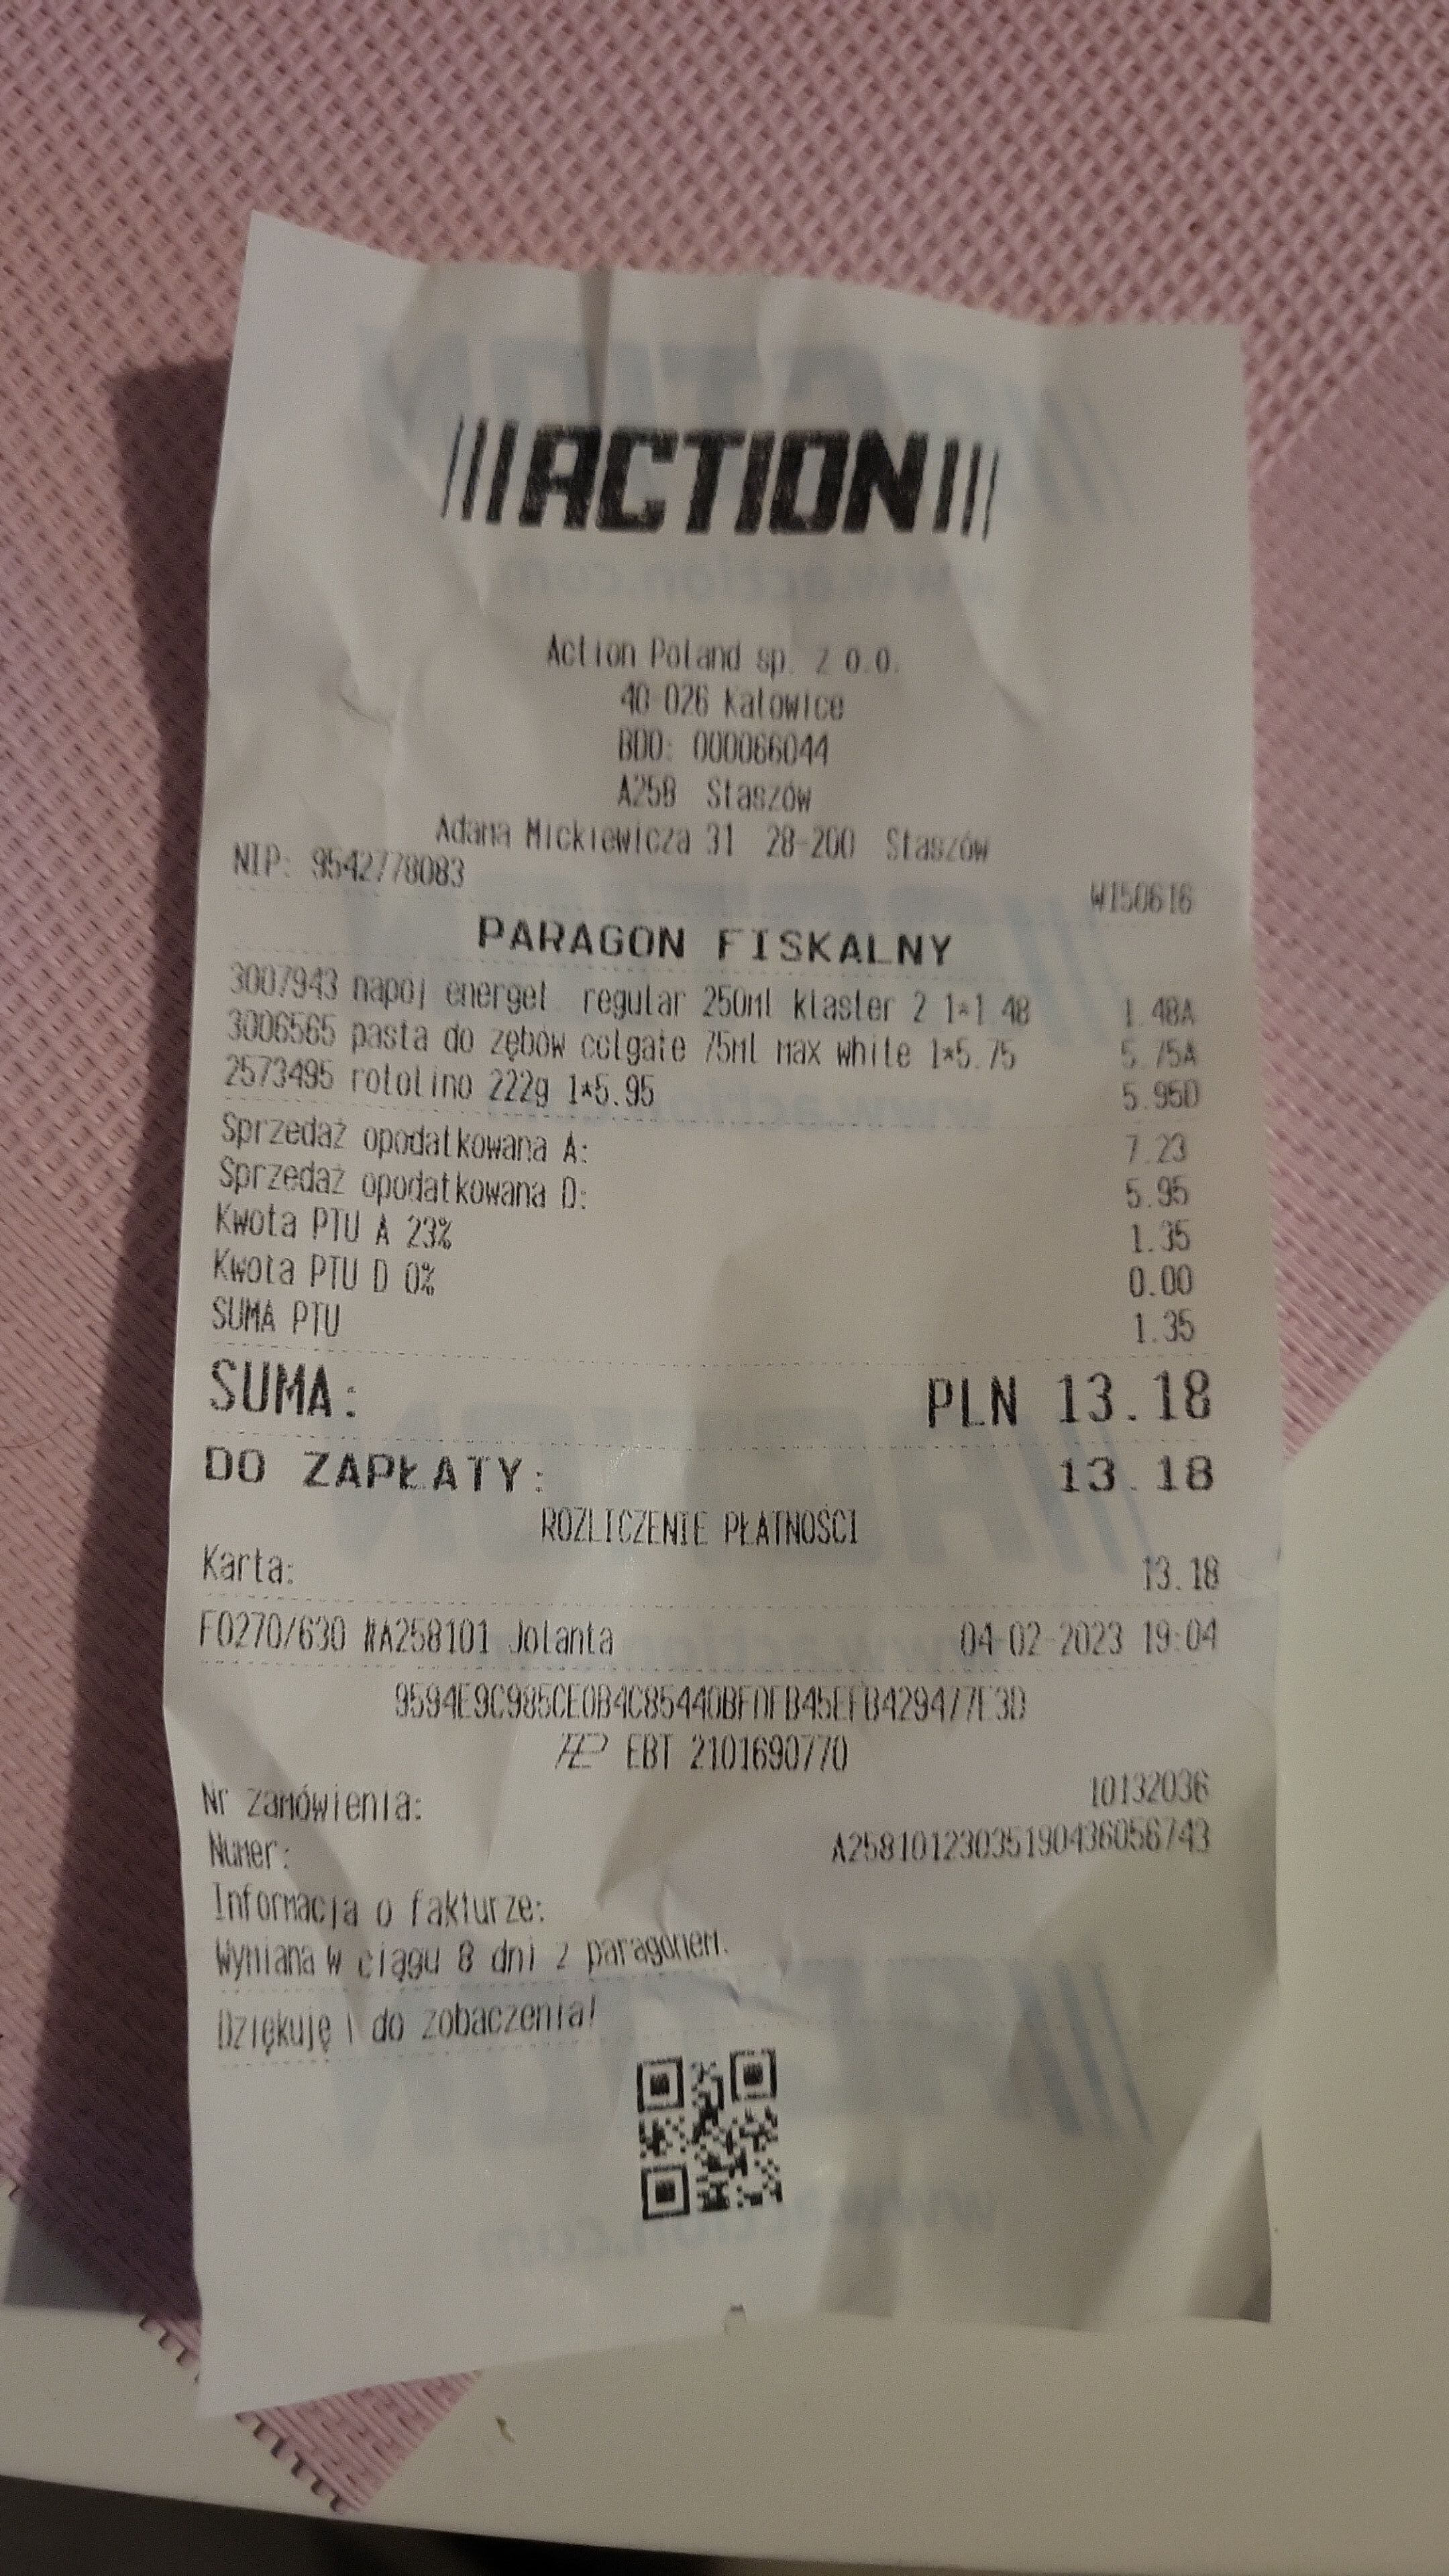 |||ACTION|||
Action Poland sp. z o.o.
40-026 Katowice
BDO: 000066044
A258 Staszów
Adama Mickiewicza 31 28-200 Staszów
NIP: 9542778083
W150616
PARAGON FISKALNY
3007943 napój energet. regular 250ml klaster 2 1*1.48 1.48A
3006565 pasta do zębów colgate 75ml max white 1*5.75 5.75A
2573495 rotolino 222g 1*5.95 5.95D
Sprzedaż opodatkowana A: 7.23
Sprzedaż opodatkowana D: 5.95
Kwota PTU A 23% 1.35
Kwota PTU D 0% 0.00
SUMA PTU 1.35
SUMA: PLN 13.18
DO ZAPŁATY: 13.18
ROZLICZENIE PŁATNOŚCI
Karta: 13.18
F0270/630 #A258101 Jolanta 04-02-2023 19:04
EBT 2101690770
Nr zamówienia: 10132036
Numer: A25810123035190436056743
Informacja o fakturze:
Wymiana w ciągu 8 dni z paragonem.
Dziękuję i do zobaczenia!